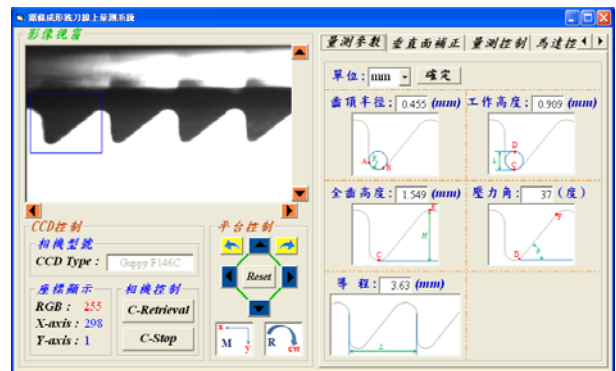 鋸條成形銑刀線上量測系統
影像視窗
CCD控制
相機型號
CCD Type : Guppy F146C
座標顯示
RGB : 255
X-axis : 298
Y-axis : 1
相機控制
C-Retrieval
C-Stop
平台控制
Reset
M x y
R cw
量測參數 垂直面補正 量測控制 馬達控
單位: mm 確定
齒頂半徑: 0.455 (mm) 工作高度: 0.909 (mm)
A B
h D C
全齒高度: 1.549 (mm) 壓力角: 37 (度)
C H E
B F
導 程: 3.63 (mm)
L